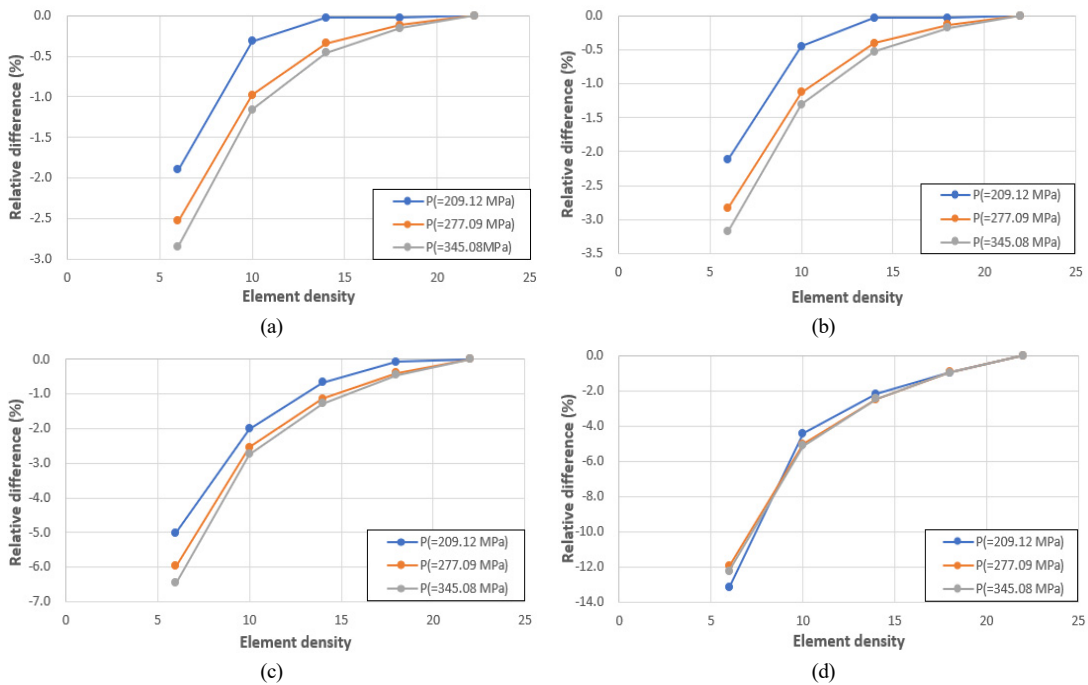 Relative difference (%)
0.0
-0.5
-1.0
-1.5
-2.0
-2.5
-3.0
P(=209.12 MPa)
P(=277.09 MPa)
P(=345.08MPa)
0 5 10 15 20 25
Element density
(a)
Relative difference (%)
0.0
-0.5
-1.0
-1.5
-2.0
-2.5
-3.0
-3.5
P(=209.12 MPa)
P(=277.09 MPa)
P(=345.08 MPa)
0 5 10 15 20 25
Element density
(b)
Relative difference (%)
0.0
-1.0
-2.0
-3.0
-4.0
-5.0
-6.0
-7.0
P(=209.12 MPa)
P(=277.09 MPa)
P(=345.08 MPa)
0 5 10 15 20 25
Element density
(c)
Relative difference (%)
0.0
-2.0
-4.0
-6.0
-8.0
-10.0
-12.0
-14.0
P(=209.12 MPa)
P(=277.09 MPa)
P(=345.08 MPa)
0 5 10 15 20 25
Element density
(d)